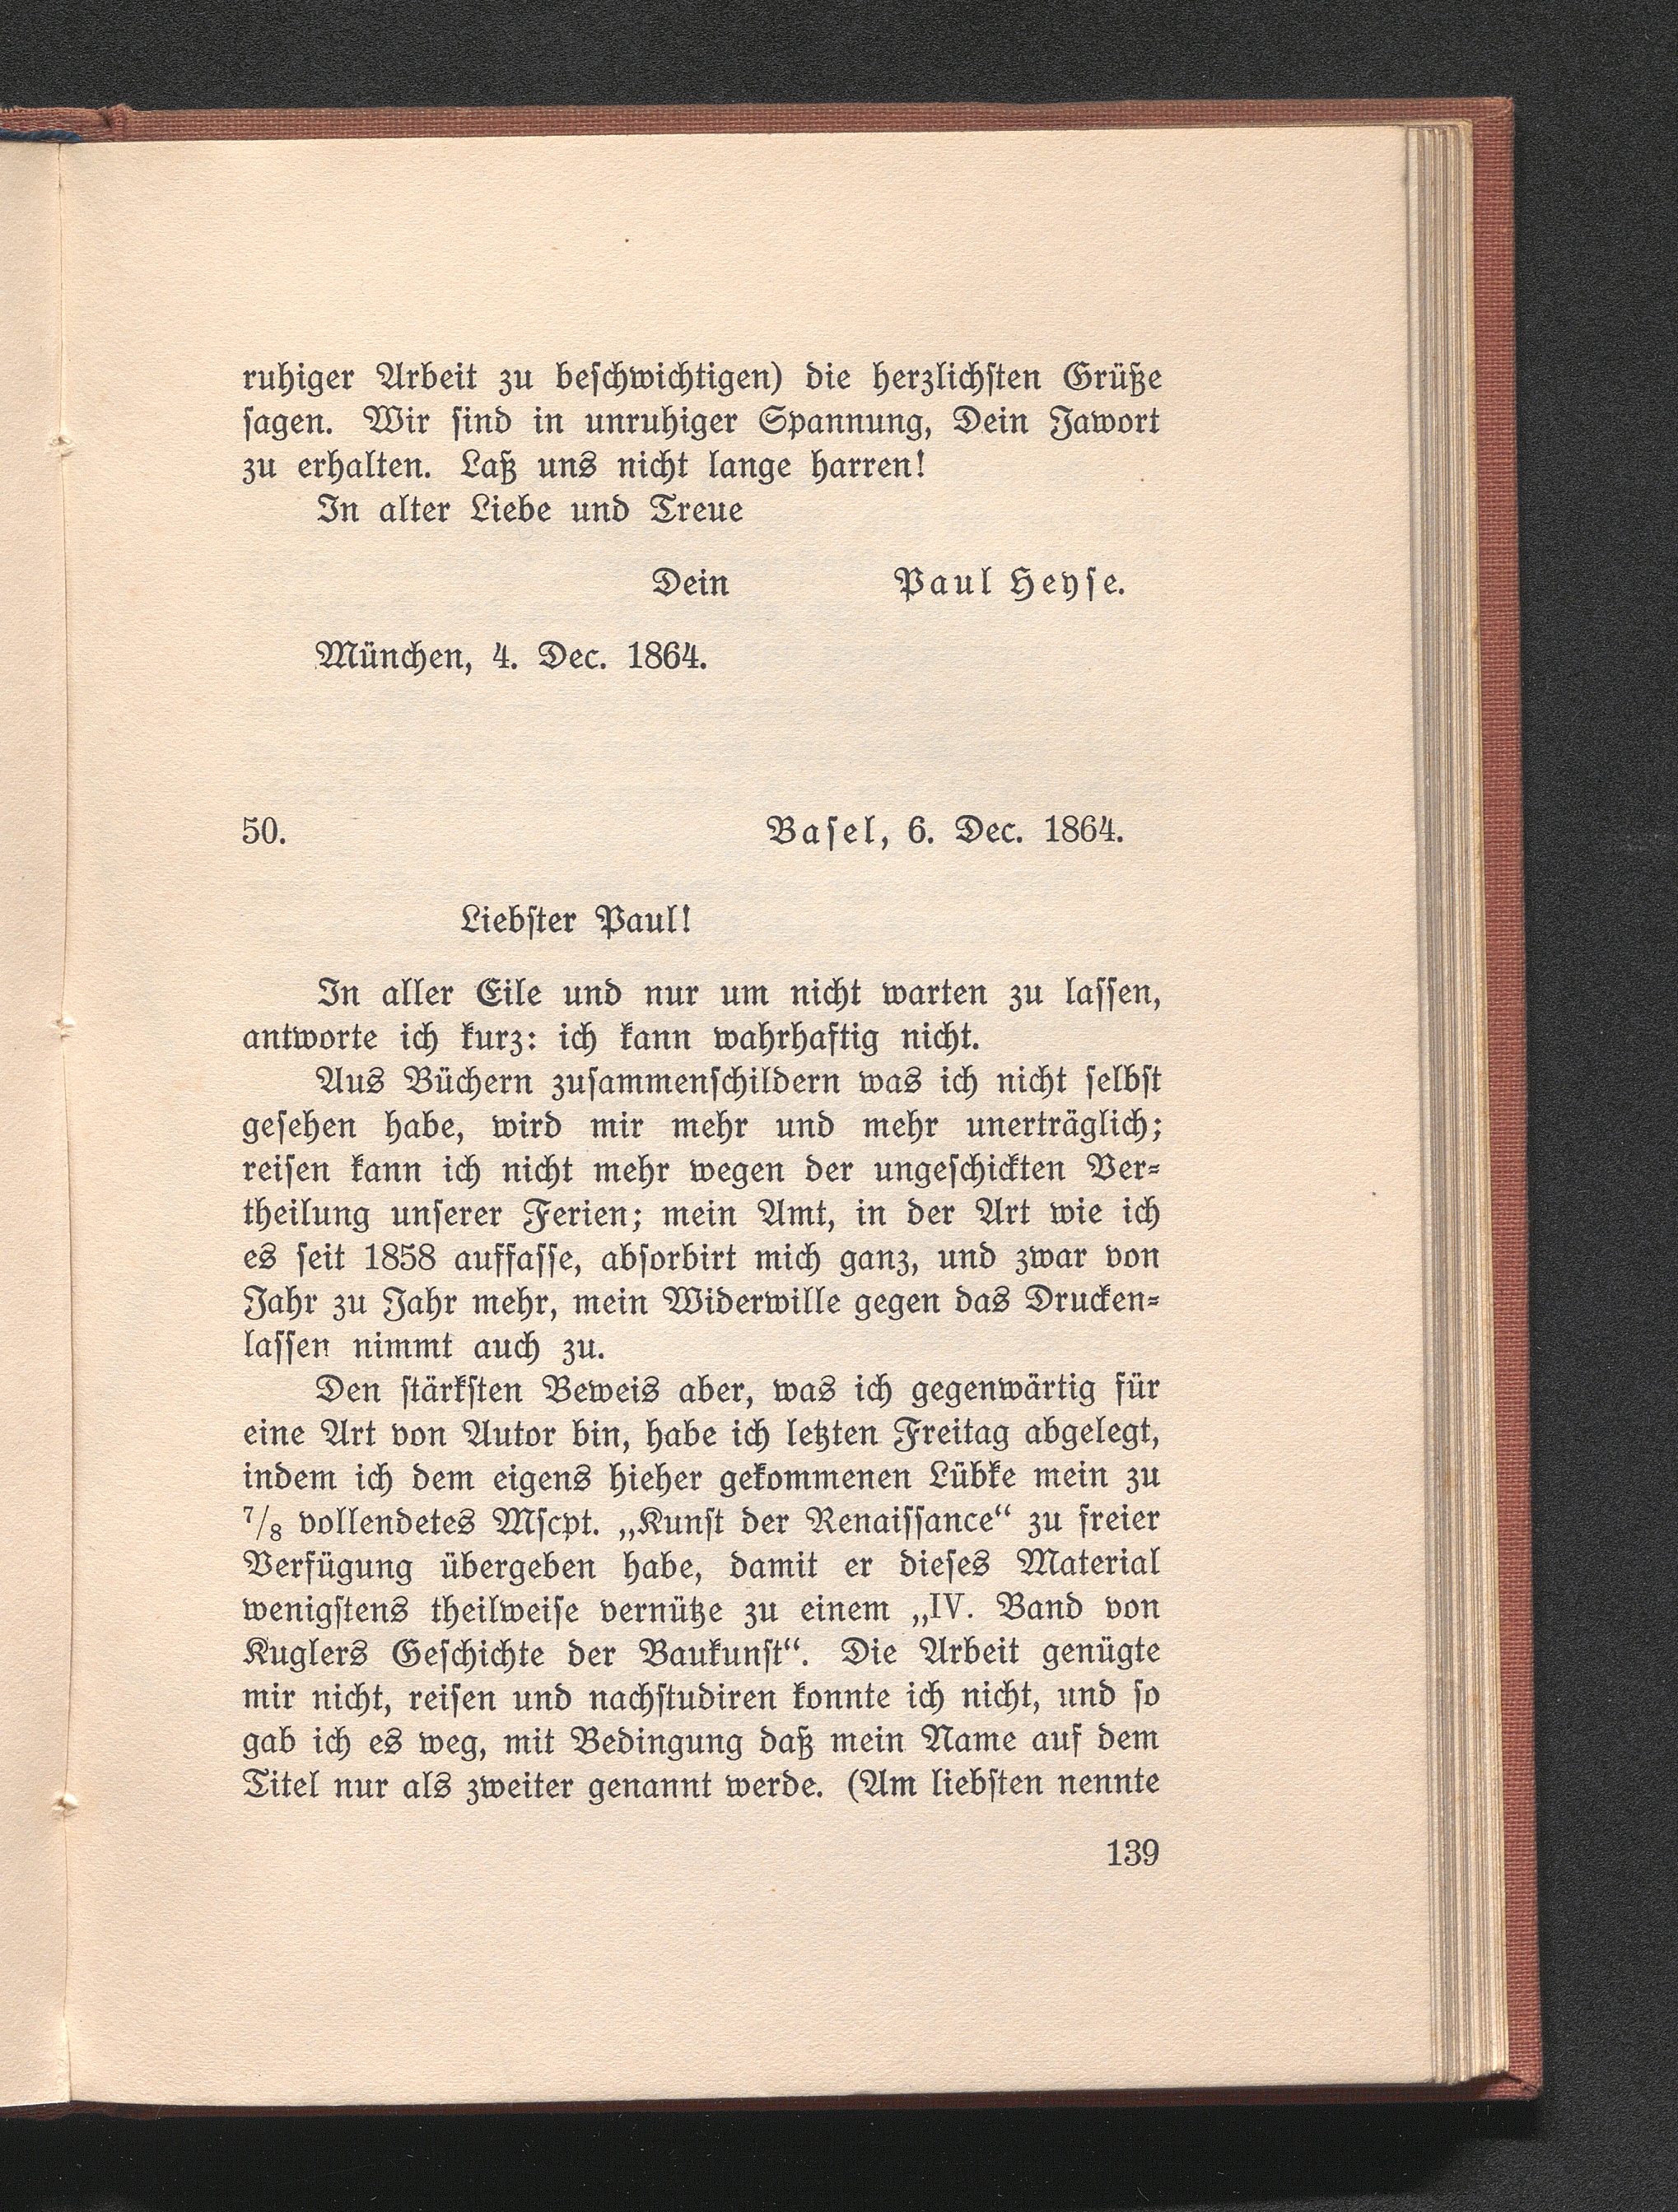 ruhiger Arbeit zu beschwichtigen) die herzlichsten Grüße
sagen. Wir sind in unruhiger Spannung, Dein Jawort
zu erhalten. Laß uns nicht lange harren!
In alter Liebe und Treue
Dein Paul Heyse.
München, 4. Dec. 1864.
50. Basel, 6. Dec. 1864.
Liebster Paul!
In aller Eile und nur um nicht warten zu lassen,
antworte ich kurz: ich kann wahrhaftig nicht.
Aus Büchern zusammenschildern was ich nicht selbst
gesehen habe, wird mir mehr und mehr unerträglich;
reisen kann ich nicht mehr wegen der ungeschickten Ver-
theilung unserer Ferien; mein Amt, in der Art wie ich
es seit 1858 auffasse, absorbirt mich ganz, und zwar von
Jahr zu Jahr mehr, mein Widerwille gegen das Drucken-
lassen nimmt auch zu.
Den stärksten Beweis aber, was ich gegenwärtig für
eine Art von Autor bin, habe ich letzten Freitag abgelegt,
indem ich dem eigens hieher gekommenen Lübke mein zu
7/8 vollendetes Mscpt. „Kunst der Renaissance“ zu freier
Verfügung übergeben habe, damit er dieses Material
wenigstens theilweise vernütze zu einem „IV. Band von
Kuglers Geschichte der Baukunst“. Die Arbeit genügte
mir nicht, reisen und nachstudiren konnte ich nicht, und so
gab ich es weg, mit Bedingung daß mein Name auf dem
Titel nur als zweiter genannt werde. (Am liebsten nennte
139